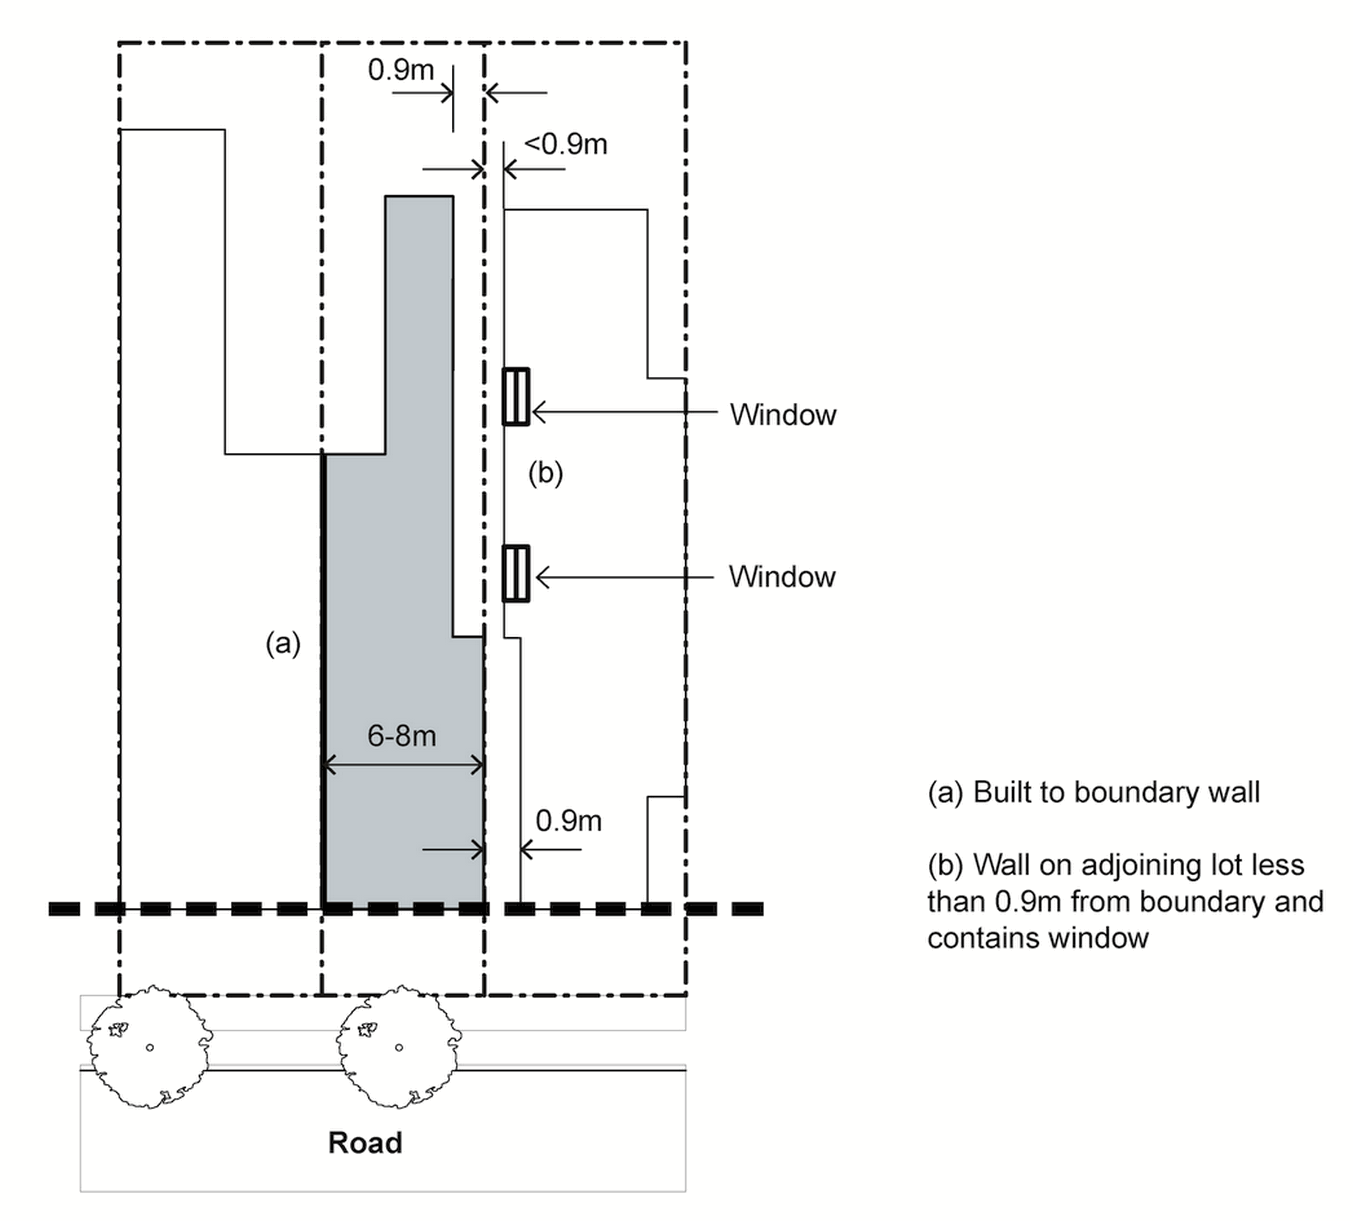 0.9m
<0.9m
Window
(b)
Window
(a)
6-8m
(a) Built to boundary wall
0.9m
(b) Wall on adjoining lot less
than 0.9m from boundary and
contains window
Road